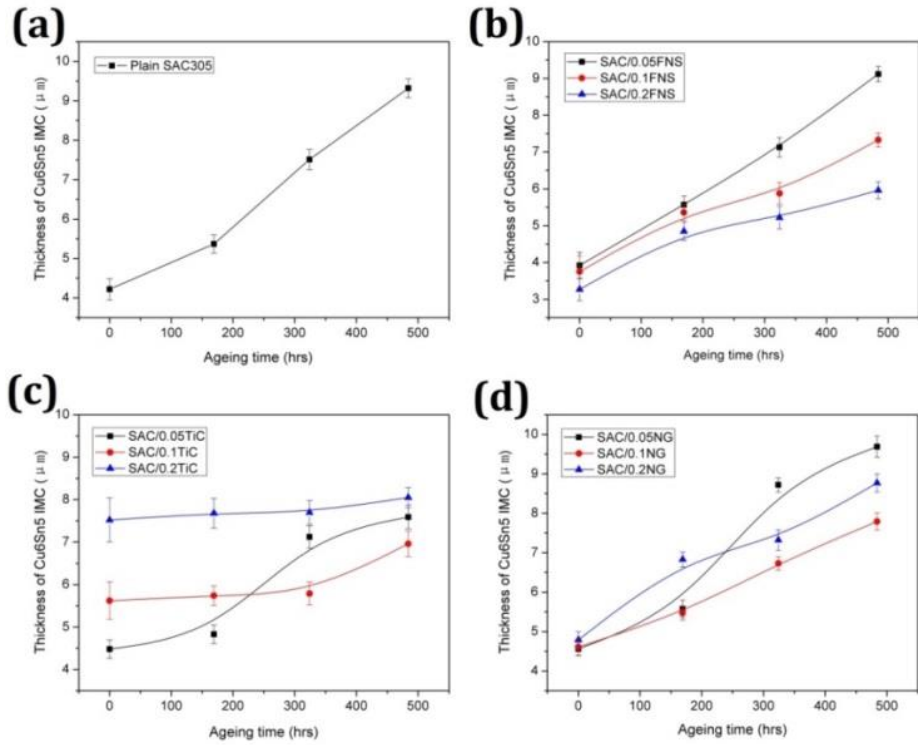 (a)
Plain SAC305
Thickness of Cu6Sn5 IMC ( μ m)
10
9
8
7
6
5
4
0 100 200 300 400 500
Ageing time (hrs)
(b)
SAC/0.05FNS
SAC/0.1FNS
SAC/0.2FNS
Thickness of Cu6Sn5 IMC ( μ m)
10
9
8
7
6
5
4
3
0 100 200 300 400 500
Ageing time (hrs)
(c)
SAC/0.05TiC
SAC/0.1TiC
SAC/0.2TiC
Thickness of Cu6Sn5 IMC ( μ m)
10
9
8
7
6
5
4
0 100 200 300 400 500
Ageing time (hrs)
(d)
SAC/0.05NG
SAC/0.1NG
SAC/0.2NG
Thickness of Cu6Sn5 IMC ( μ m)
10
9
8
7
6
5
4
0 100 200 300 400 500
Ageing time (hrs)